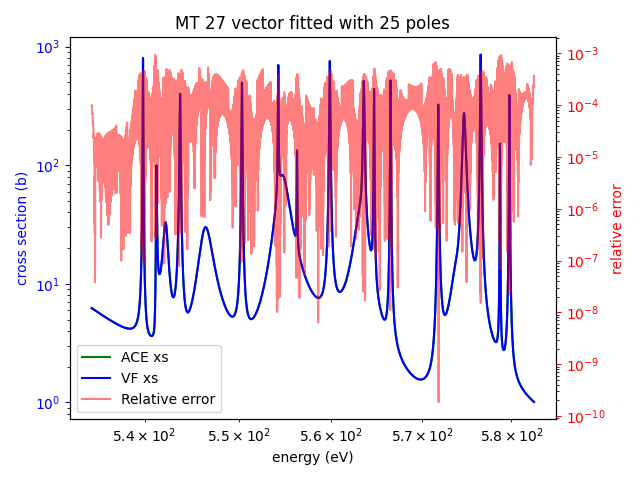 MT 27 vector fitted with 25 poles
cross section (b)
10³
10²
10¹
10⁰
ACE xs
VF xs
Relative error
5.4 × 10²
5.5 × 10²
5.6 × 10²
5.7 × 10²
5.8 × 10²
energy (eV)
10⁻³
10⁻⁴
10⁻⁵
10⁻⁶
10⁻⁷
10⁻⁸
10⁻⁹
10⁻¹⁰
relative error